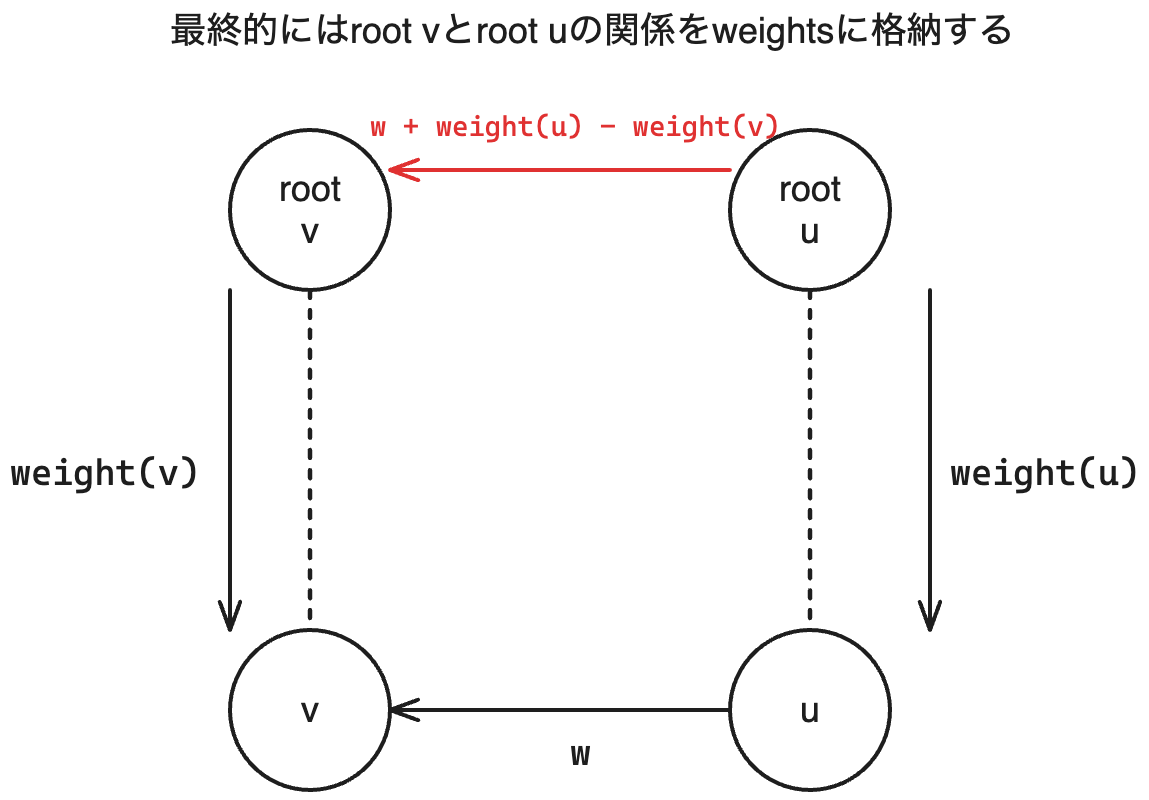 最終的にはroot vとroot uの関係をweightsに格納する
w + weight(u) - weight(v)
root
v
root
u
weight(v)
weight(u)
v
u
w